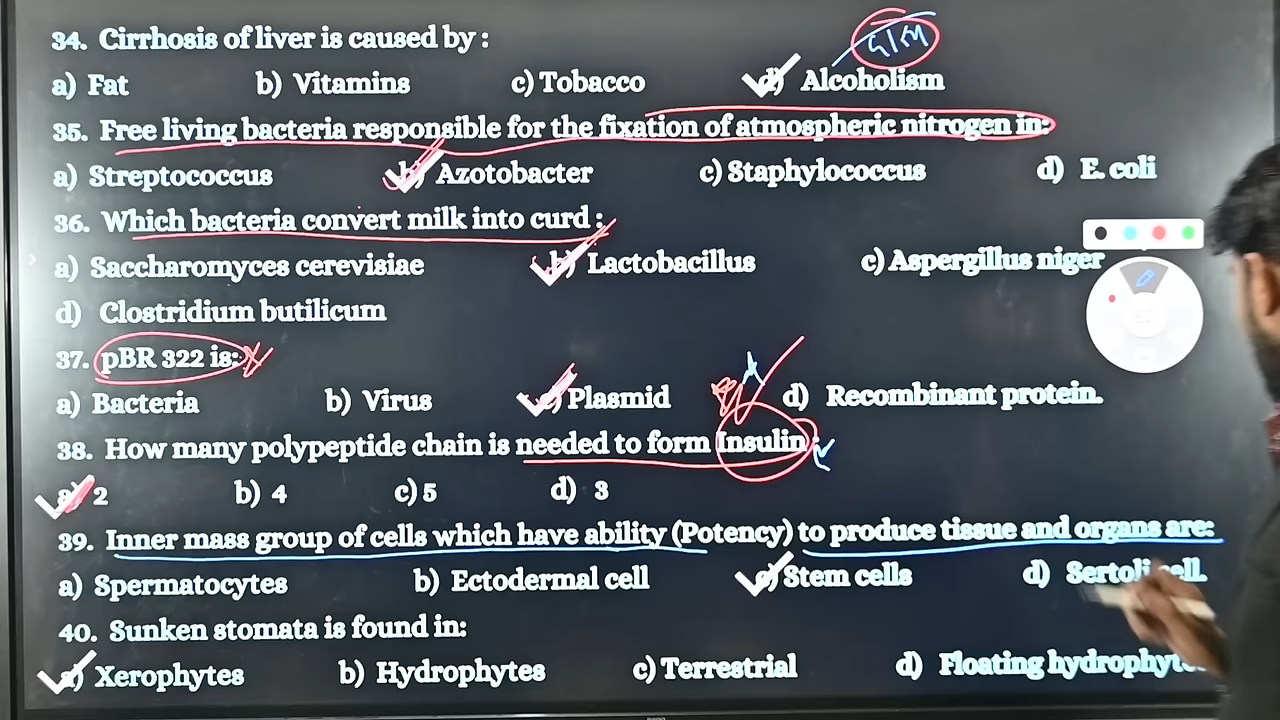 34. Cirrhosis of liver is caused by :
a) Fat b) Vitamins c) Tobacco d) Alcoholism
35. Free living bacteria responsible for the fixation of atmospheric nitrogen in:
a) Streptococcus b) Azotobacter c) Staphylococcus d) E. coli
36. Which bacteria convert milk into curd :
a) Saccharomyces cerevisiae b) Lactobacillus c) Aspergillus niger
d) Clostridium butilicum
37. pBR 322 is:
a) Bacteria b) Virus c) Plasmid d) Recombinant protein.
38. How many polypeptide chain is needed to form Insulin :
a) 2 b) 4 c) 5 d) 3
39. Inner mass group of cells which have ability (Potency) to produce tissue and organs are:
a) Spermatocytes b) Ectodermal cell c) Stem cells d) Sertoli cell.
40. Sunken stomata is found in:
a) Xerophytes b) Hydrophytes c) Terrestrial d) Floating